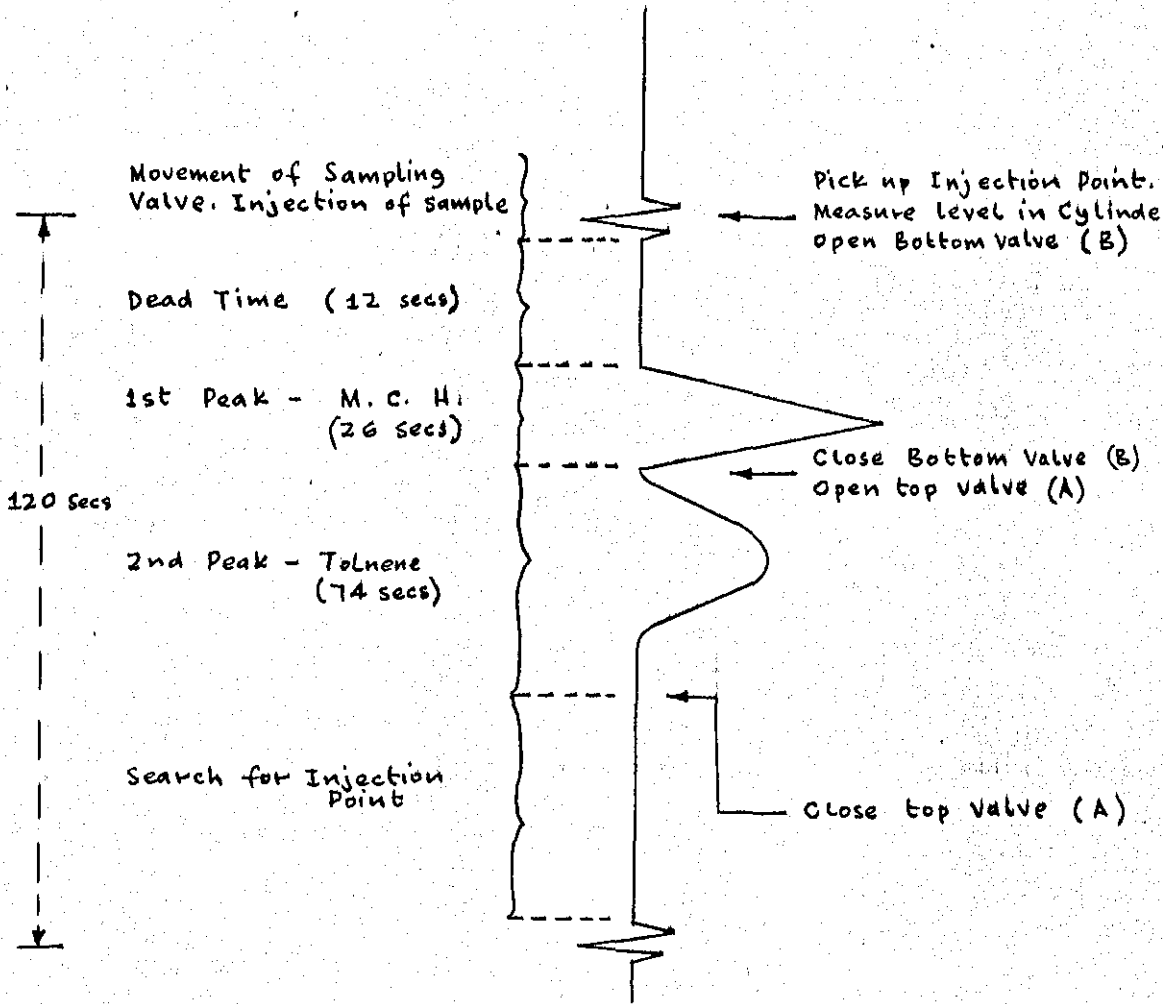 Movement of Sampling
Valve. Injection of sample
Pick up Injection Point.
Measure level in Cylinde
Open Bottom Valve (B)
Dead Time (12 secs)
1st Peak - M. C. H.
(26 secs)
Close Bottom Valve (B)
Open top valve (A)
120 Secs
2nd Peak - Tolnene
(74 secs)
Search for Injection
Point
Close top valve (A)